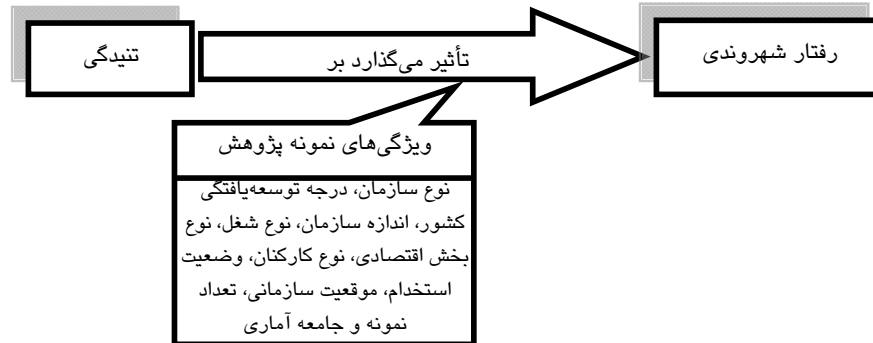 رفتار شهروندی
تأثیر می‌گذارد بر
تنیدگی
ویژگی‌های نمونه پژوهش
نوع سازمان، درجه توسعه‌یافتگی
کشور، اندازه سازمان، نوع شغل، نوع
بخش اقتصادی، نوع کارکنان، وضعیت
استخدام، موقعیت سازمانی، تعداد
نمونه و جامعه آماری